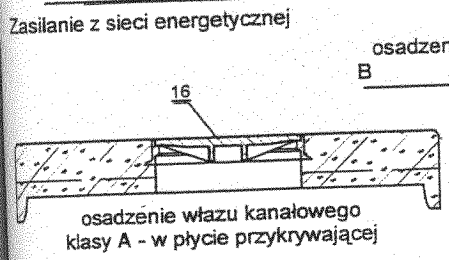 Zasilanie z sieci energetycznej
osadzen
B
16
osadzenie włazu kanałowego
klasy A - w płycie przykrywającej